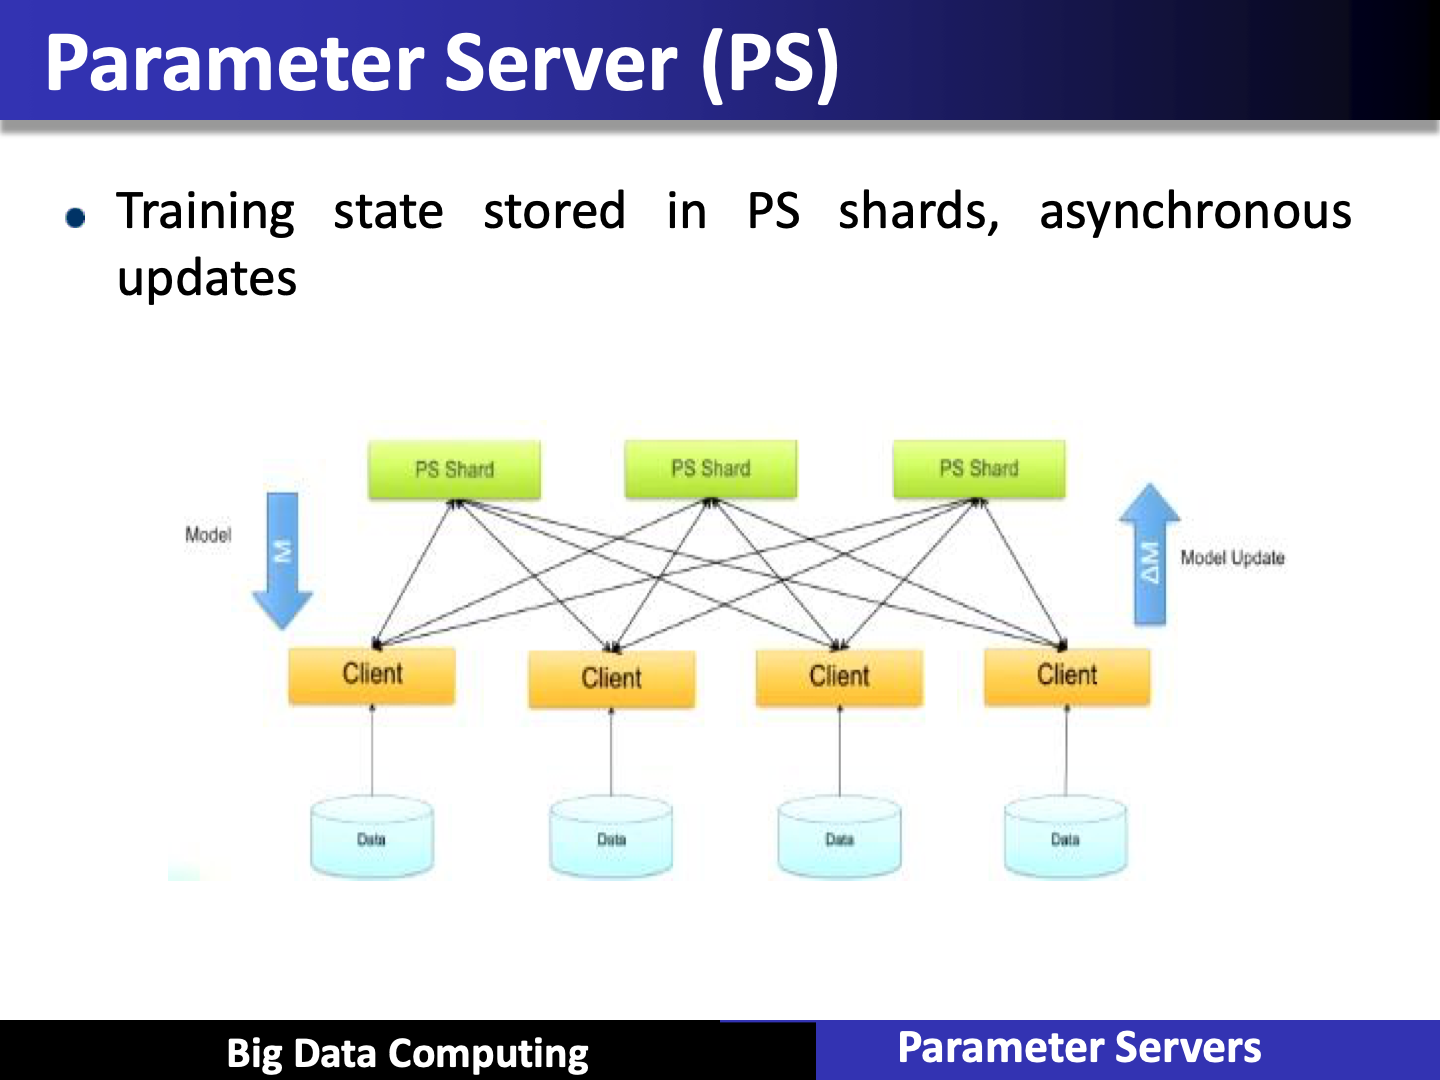 Parameter Server (PS)
Training state stored in PS shards, asynchronous
updates
PS Shard
PS Shard
PS Shard
Model
M
ΔM
Model Update
Client
Client
Client
Client
Data
Data
Data
Data
Big Data Computing
Parameter Servers